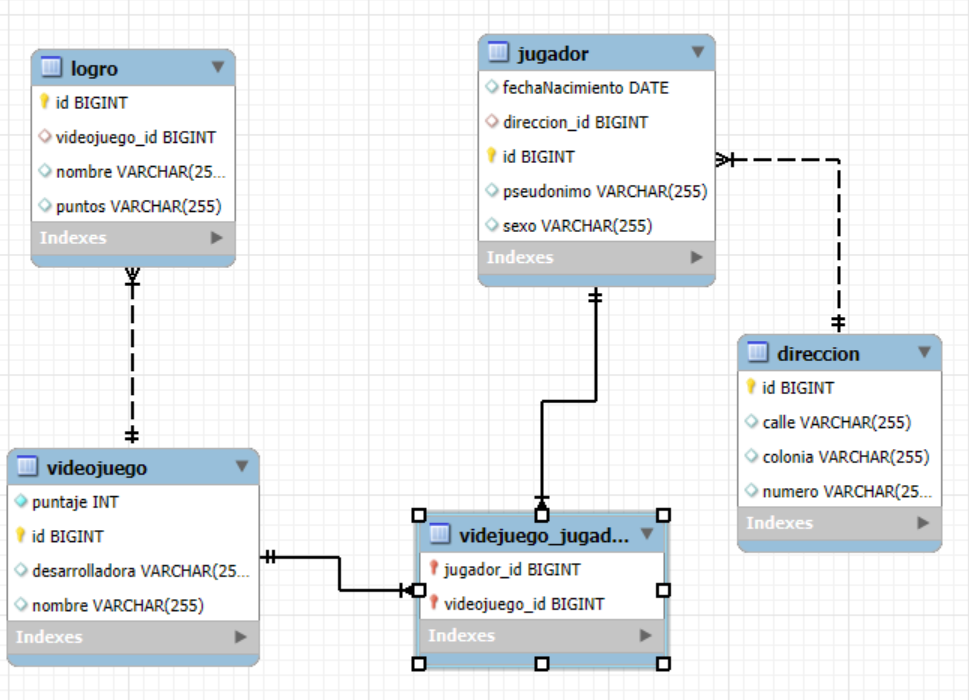 logro
id BIGINT
videojuego_id BIGINT
nombre VARCHAR(25...
puntos VARCHAR(255)
Indexes
jugador
fechaNacimiento DATE
direccion_id BIGINT
id BIGINT
pseudonimo VARCHAR(255)
sexo VARCHAR(255)
Indexes
direccion
id BIGINT
calle VARCHAR(255)
colonia VARCHAR(255)
numero VARCHAR(25...
Indexes
videojuego
puntaje INT
id BIGINT
desarrolladora VARCHAR(25...
nombre VARCHAR(255)
Indexes
videjuego_jugad...
jugador_id BIGINT
videojuego_id BIGINT
Indexes